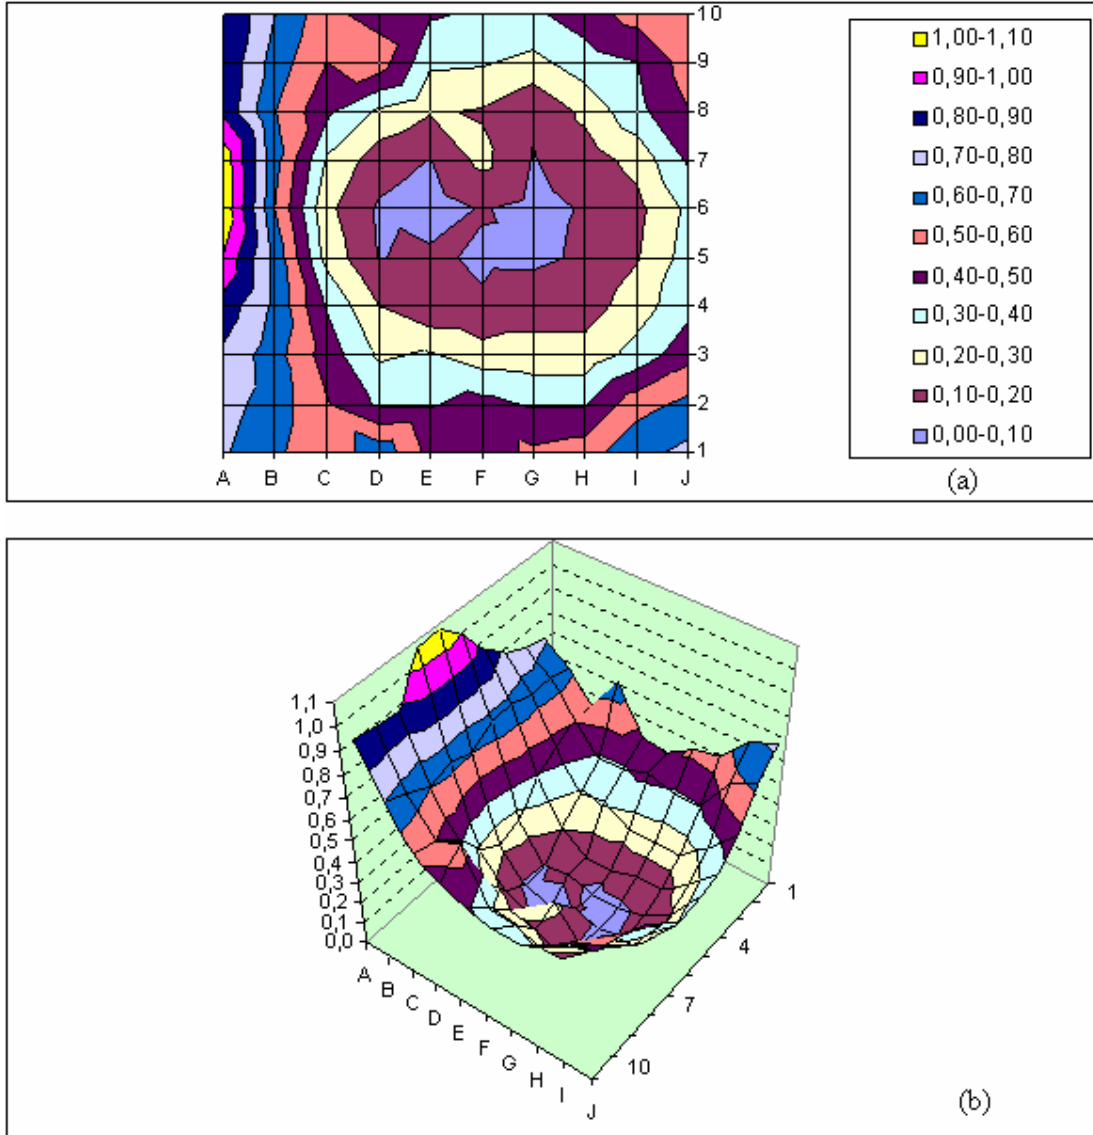 10
9
8
7
6
5
4
3
2
1
A B C D E F G H I J
1,00-1,10
0,90-1,00
0,80-0,90
0,70-0,80
0,60-0,70
0,50-0,60
0,40-0,50
0,30-0,40
0,20-0,30
0,10-0,20
0,00-0,10
(a)
1,1
1,0
0,9
0,8
0,7
0,6
0,5
0,4
0,3
0,2
0,1
0,0
A
B
C
D
E
F
G
H
I
J
1
4
7
10
(b)